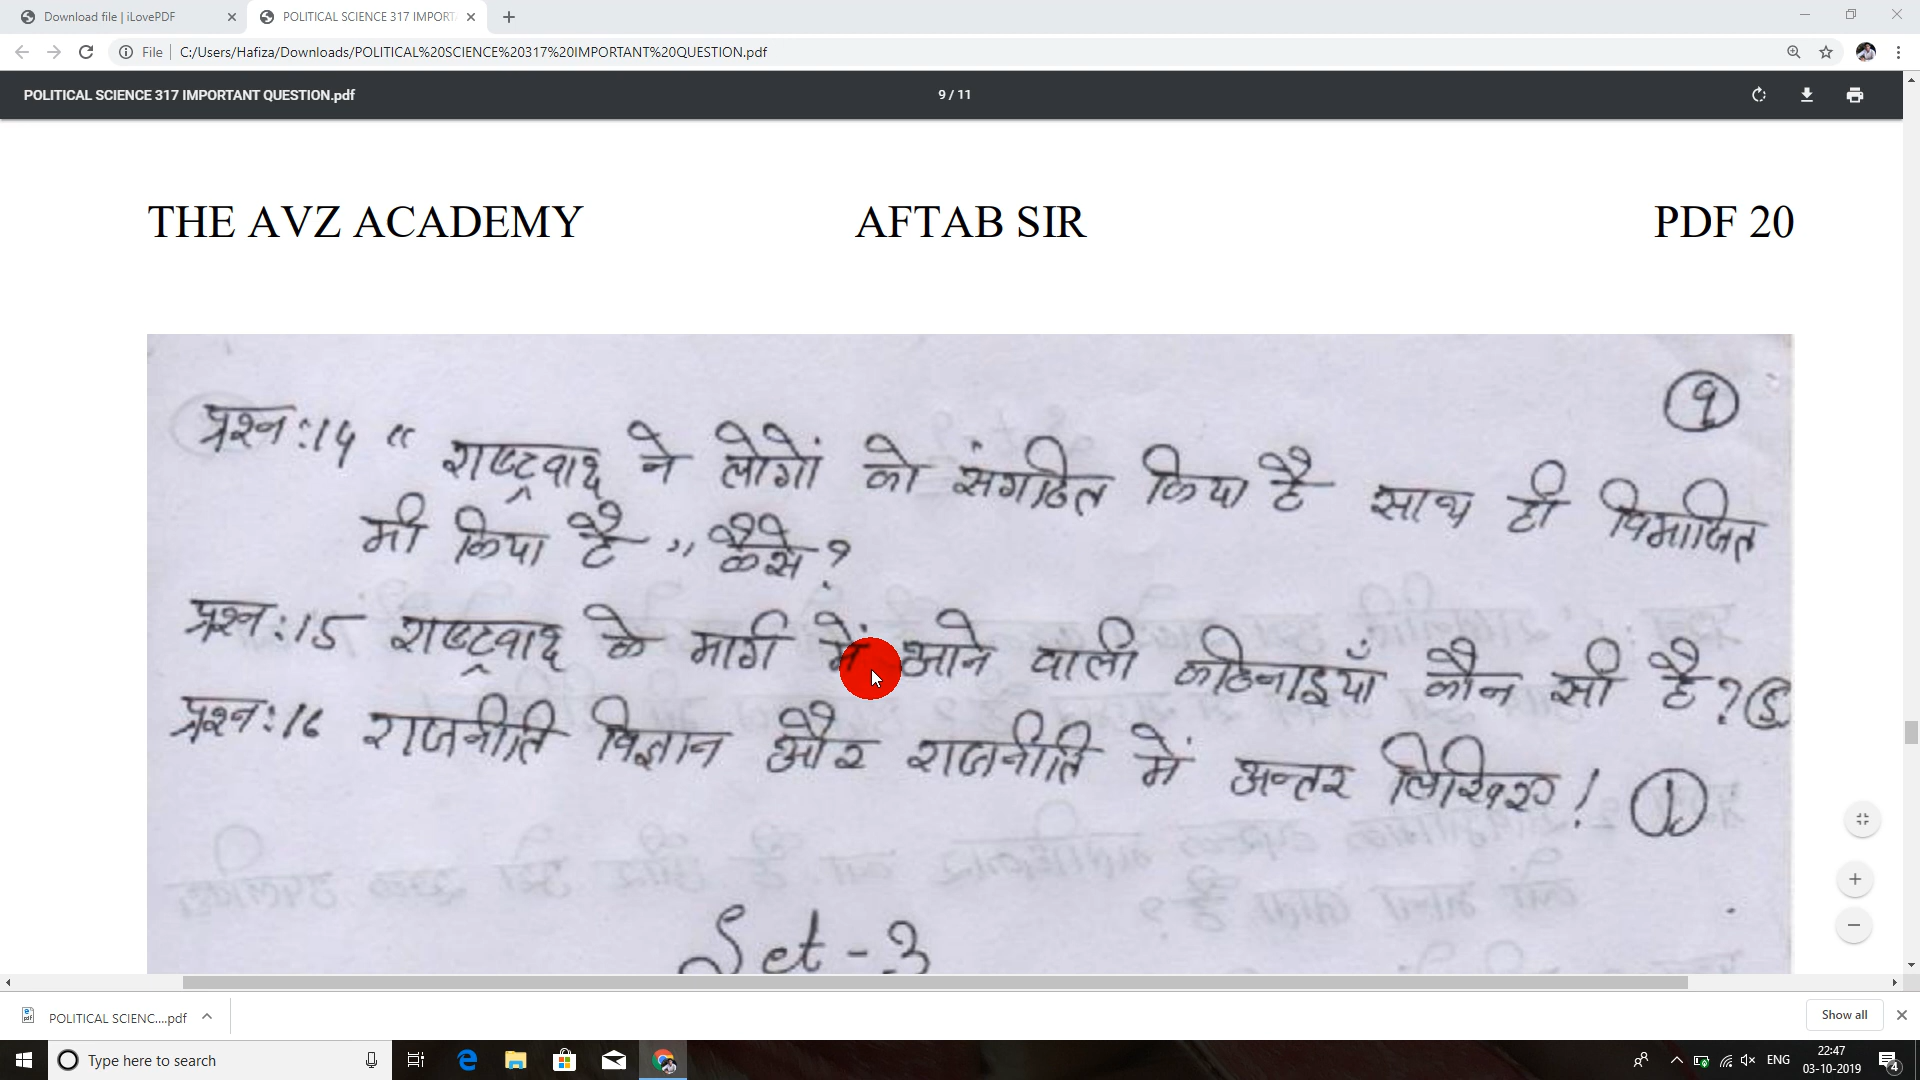 Download file | iLovePDF
POLITICAL SCIENCE 317 IMPORTA
File
C:/Users/Hafiza/Downloads/POLITICAL%20SCIENCE%20317%20IMPORTANT%20QUESTION.pdf
POLITICAL SCIENCE 317 IMPORTANT QUESTION.pdf
9 / 11
THE AVZ ACADEMY AFTAB SIR PDF 20
9
प्रश्न:14 “ राष्ट्रवाद ने लोगों को संगठित किया है साथ ही विभाजित
भी किया है ” कैसे?
प्रश्न:15 राष्ट्रवाद के मार्ग में आने वाली कठिनाइयाँ कौन सी है?
प्रश्न:16 राजनीति विज्ञान और राजनीति में अन्तर लिखिए!
Set-3
POLITICAL SCIENC....pdf
Show all
Type here to search
ENG
22:47
03-10-2019
4